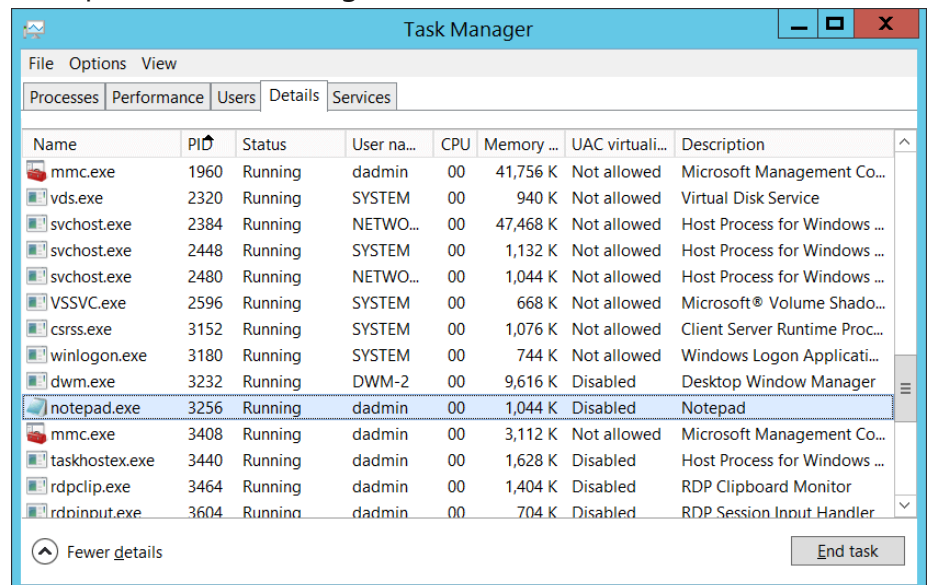 Task Manager
File Options View
Processes Performance Users Details Services
Name PID Status User na... CPU Memory ... UAC virtuali... Description
mmc.exe 1960 Running dadmin 00 41,756 K Not allowed Microsoft Management Co...
vds.exe 2320 Running SYSTEM 00 940 K Not allowed Virtual Disk Service
svchost.exe 2384 Running NETWO... 00 47,468 K Not allowed Host Process for Windows ...
svchost.exe 2448 Running SYSTEM 00 1,132 K Not allowed Host Process for Windows ...
svchost.exe 2480 Running NETWO... 00 1,044 K Not allowed Host Process for Windows ...
VSSVC.exe 2596 Running SYSTEM 00 668 K Not allowed Microsoft® Volume Shado...
csrss.exe 3152 Running SYSTEM 00 1,076 K Not allowed Client Server Runtime Proc...
winlogon.exe 3180 Running SYSTEM 00 744 K Not allowed Windows Logon Applicati...
dwm.exe 3232 Running DWM-2 00 9,616 K Disabled Desktop Window Manager
notepad.exe 3256 Running dadmin 00 1,044 K Disabled Notepad
mmc.exe 3408 Running dadmin 00 3,112 K Not allowed Microsoft Management Co...
taskhostex.exe 3440 Running dadmin 00 1,628 K Disabled Host Process for Windows ...
rdpclip.exe 3464 Running dadmin 00 1,404 K Disabled RDP Clipboard Monitor
rdpinput.exe 3604 Running dadmin 00 704 K Disabled RDP Session Input Handler
Fewer details End task